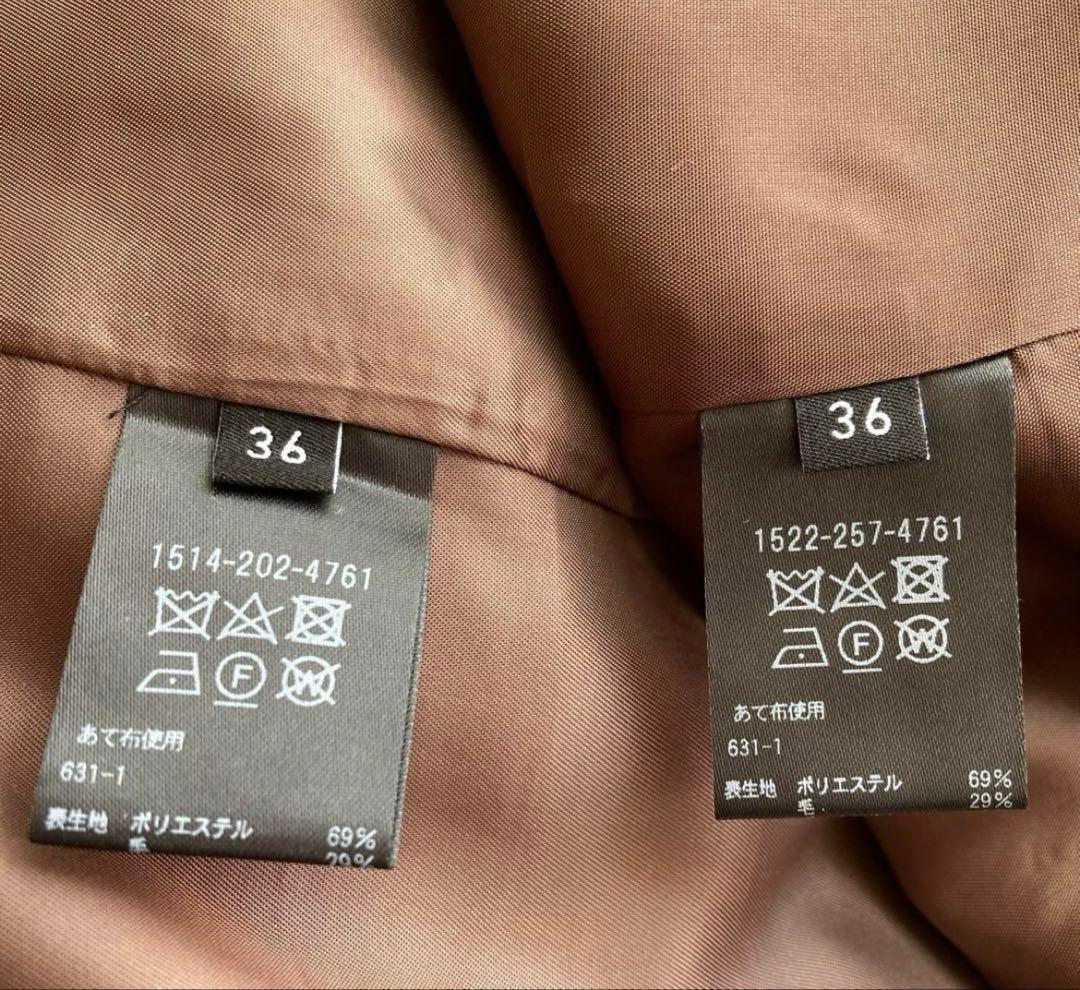 36
1514-202-4761
F
W
あて布使用
631-1
表生地 ポリエステル 69%
毛 29%
36
1522-257-4761
F
W
あて布使用
631-1
表生地 ポリエステル 69%
毛 29%